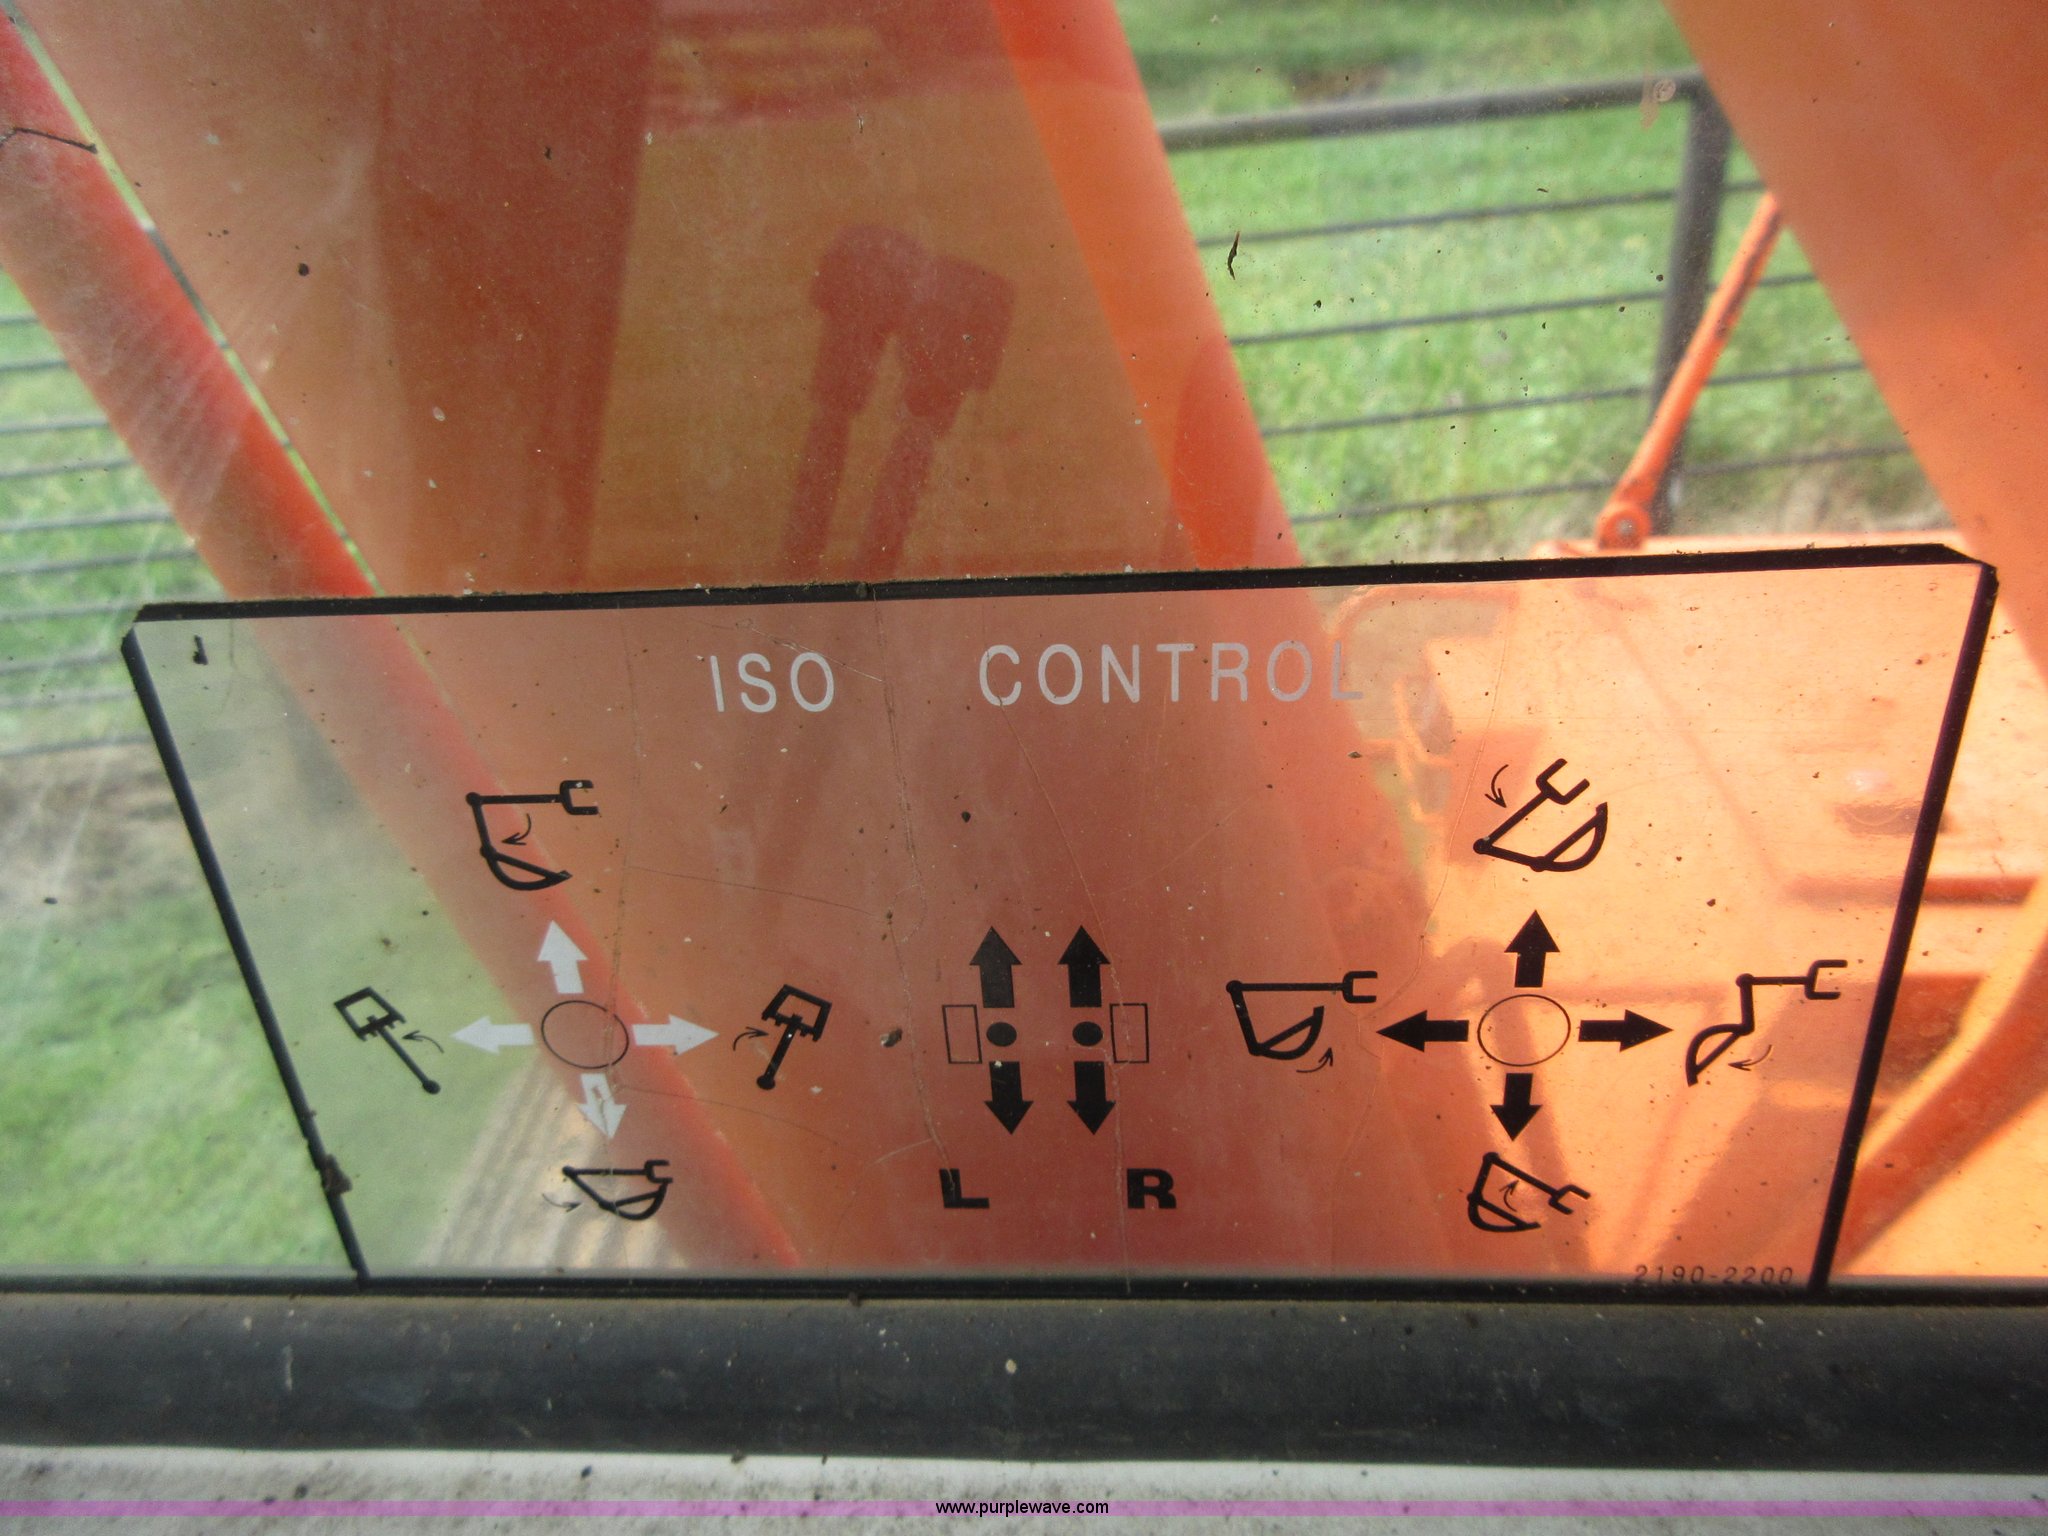 ISO CONTROL
L R
2190-2200
www.purplewave.com